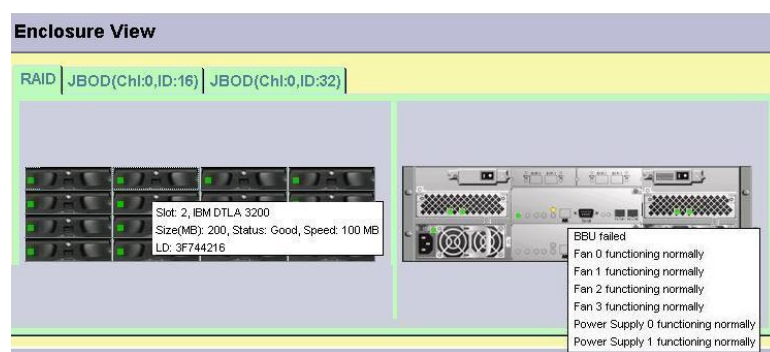 Enclosure View
RAID JBOD(Chl:0,ID:16) JBOD(Chl:0,ID:32)
Slot: 2, IBM DTLA 3200
Size(MB): 200, Status: Good, Speed: 100 MB
LD: 3F744216
BBU failed
Fan 0 functioning normally
Fan 1 functioning normally
Fan 2 functioning normally
Fan 3 functioning normally
Power Supply 0 functioning normally
Power Supply 1 functioning normally